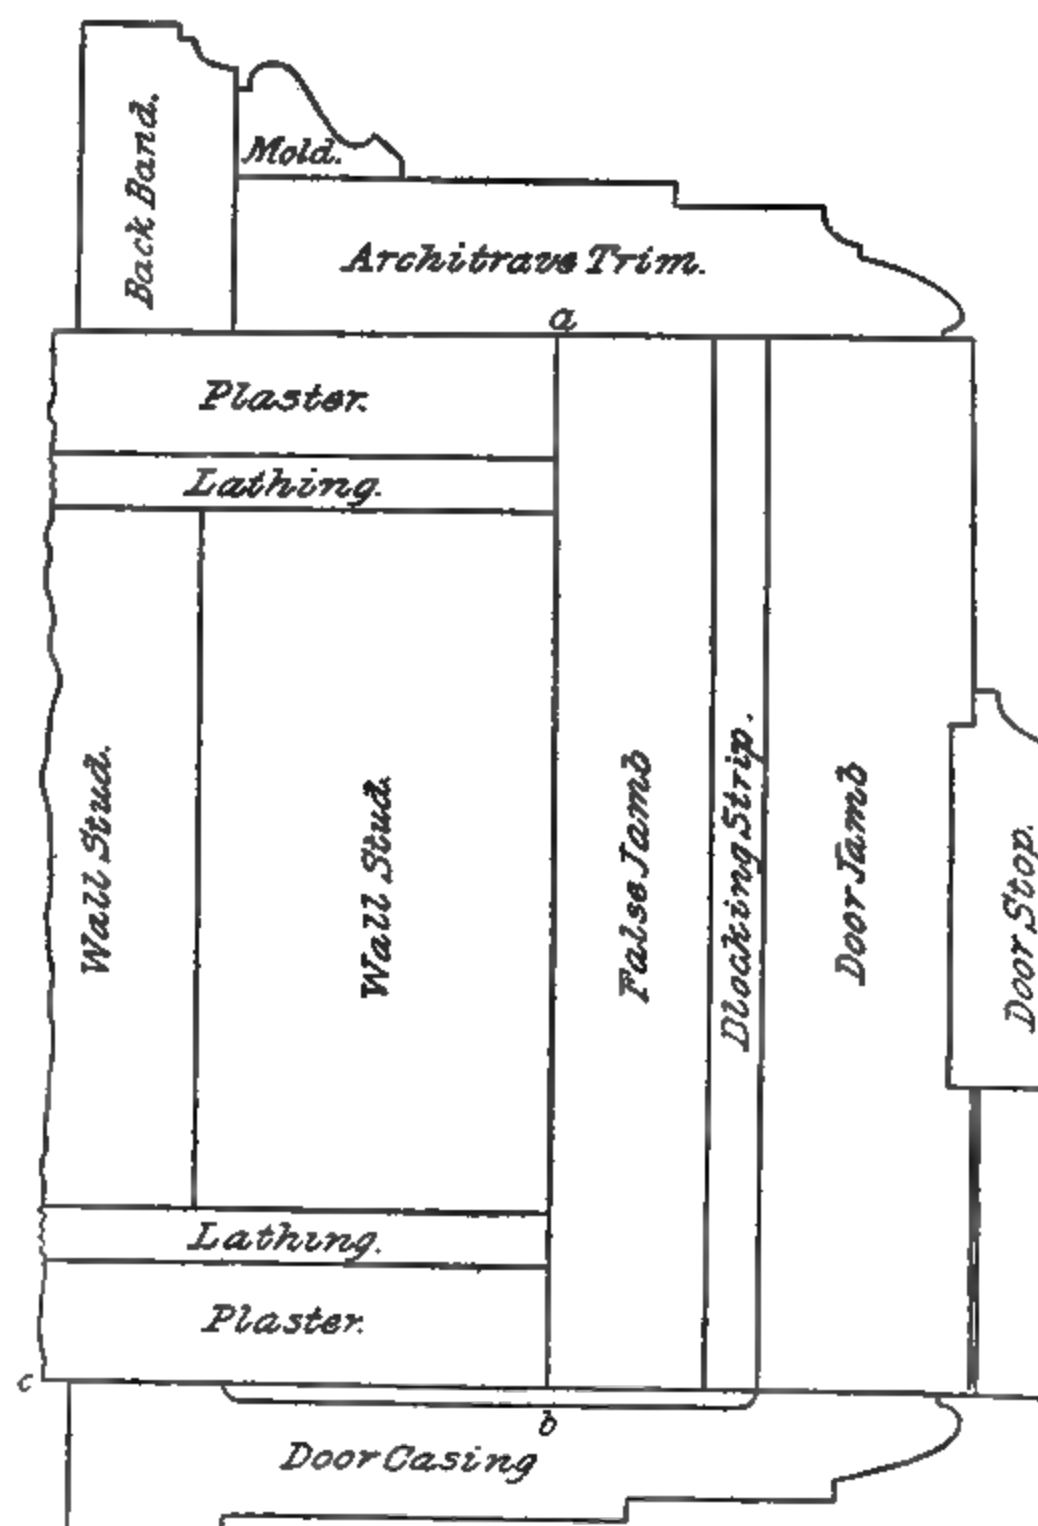 Back Band.
Mold.
Architrave Trim.
a
Plaster.
Lathing.
Wall Stud.
Wall Stud.
False Jamb
Blocking Strip.
Door Jamb
Door Stop.
Lathing.
Plaster.
c
b
Door Casing